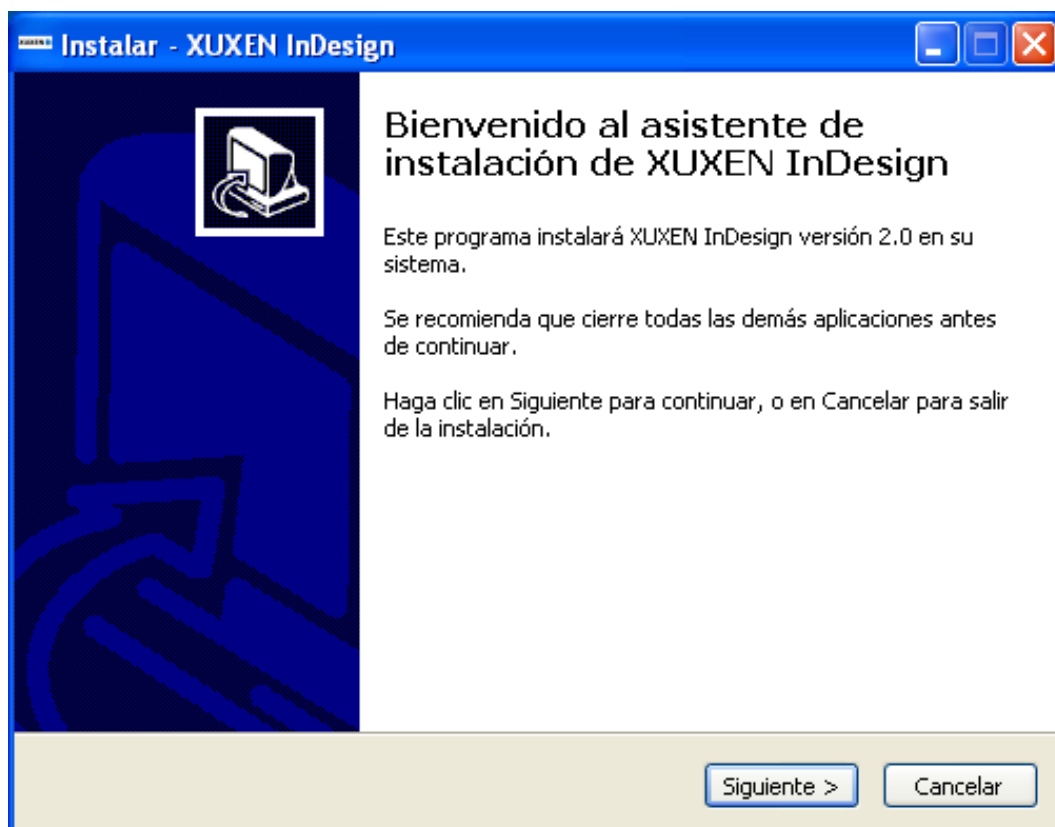 Instalar - XUXEN InDesign
Bienvenido al asistente de
instalación de XUXEN InDesign
Este programa instalará XUXEN InDesign versión 2.0 en su
sistema.
Se recomienda que cierre todas las demás aplicaciones antes
de continuar.
Haga clic en Siguiente para continuar, o en Cancelar para salir
de la instalación.
Siguiente >
Cancelar